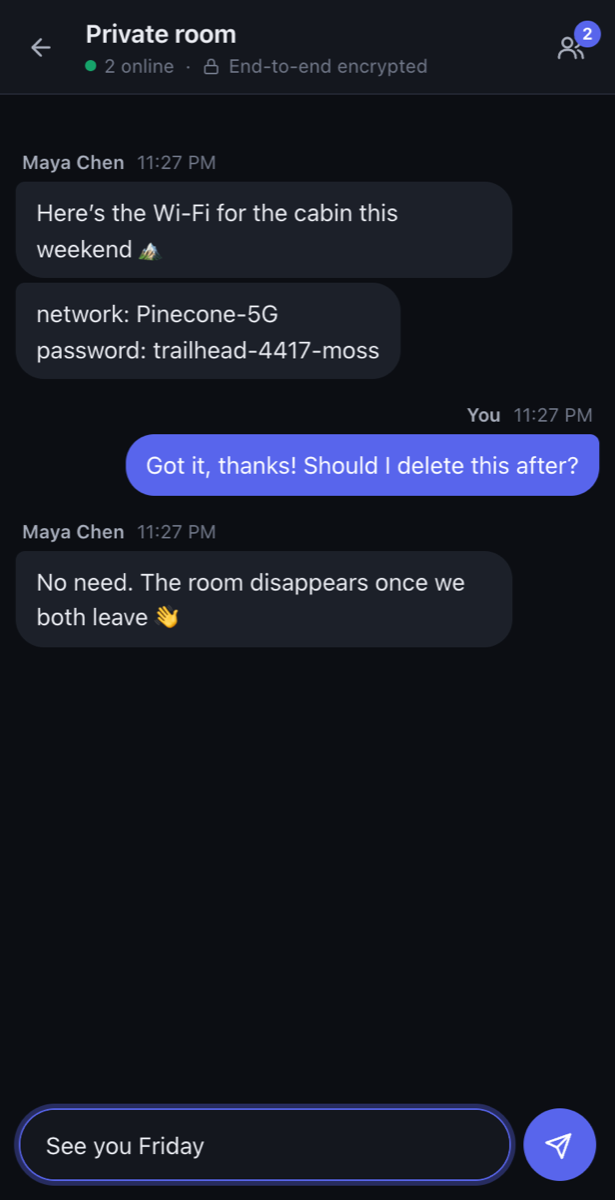 Private room
2
2 online · End-to-end encrypted
Maya Chen 11:27 PM
Here’s the Wi-Fi for the cabin this
weekend 🏔️
network: Pinecone-5G
password: trailhead-4417-moss
You 11:27 PM
Got it, thanks! Should I delete this after?
Maya Chen 11:27 PM
No need. The room disappears once we
both leave 👋
See you Friday